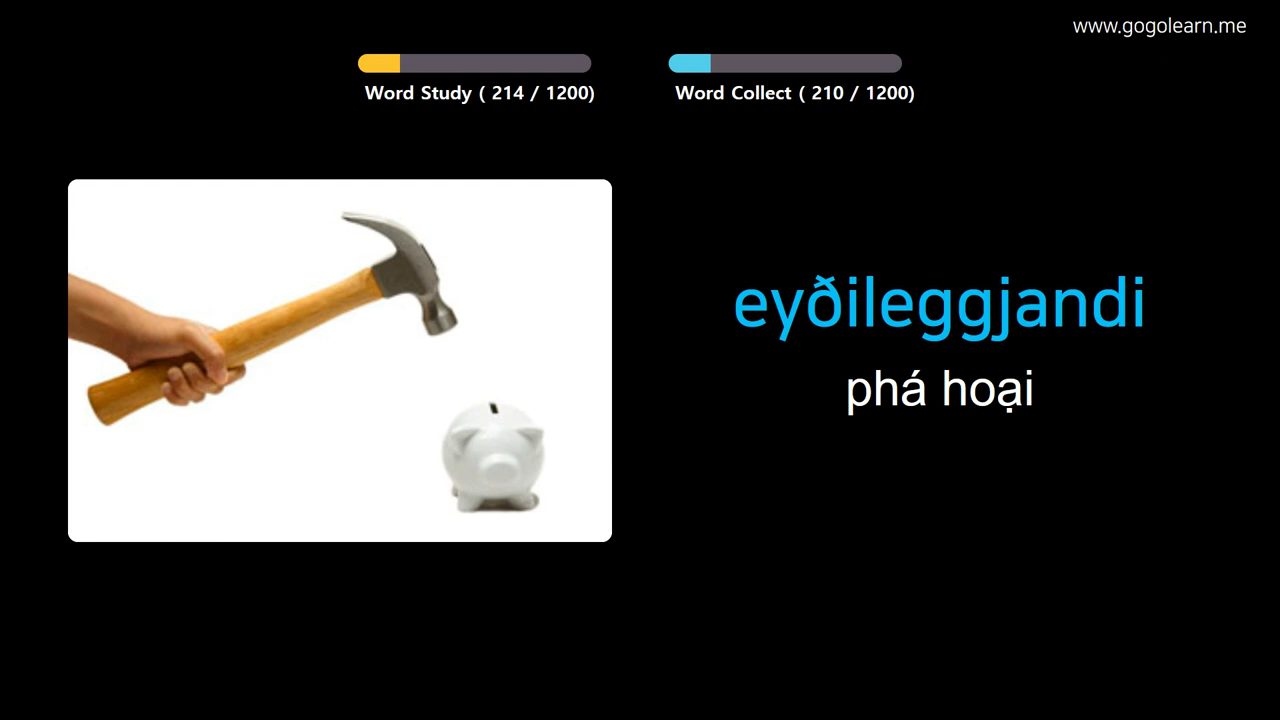 www.gogolearn.me
Word Study ( 214 / 1200)
Word Collect ( 210 / 1200)
eyðileggjandi
phá hoại